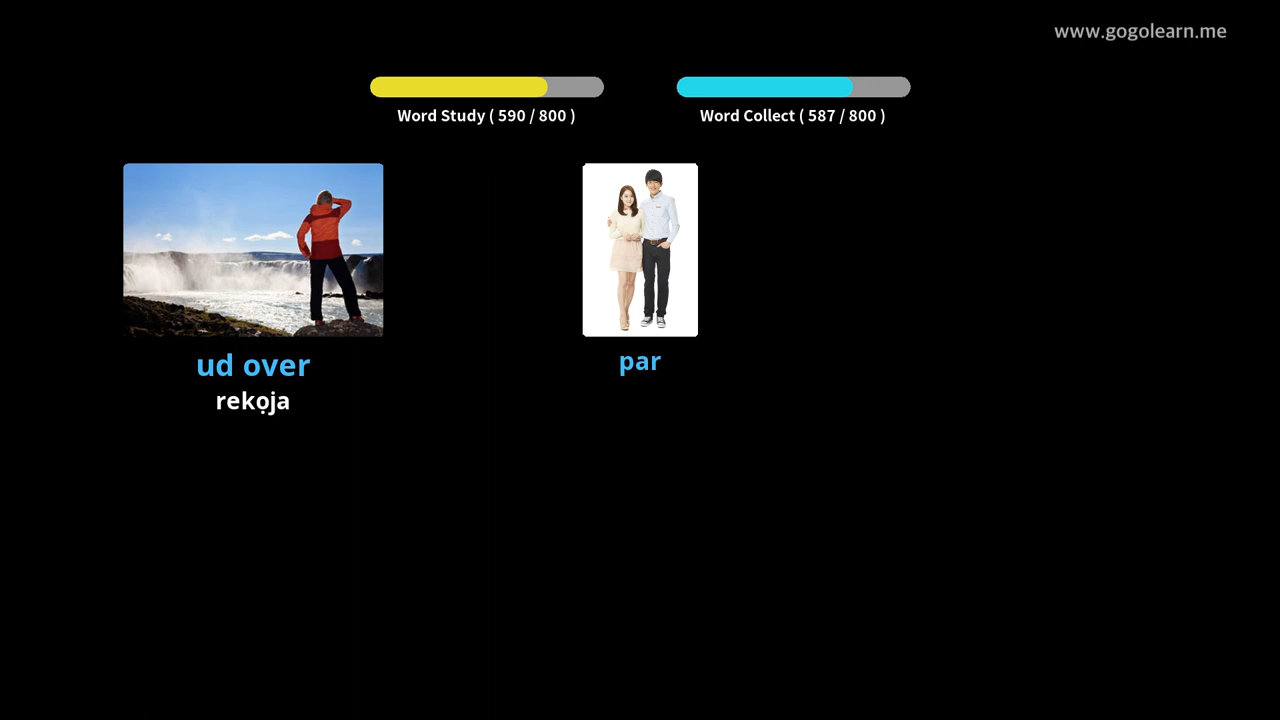 www.gogolearn.me
Word Study ( 590 / 800 )
Word Collect ( 587 / 800 )
ud over
rekọja
par